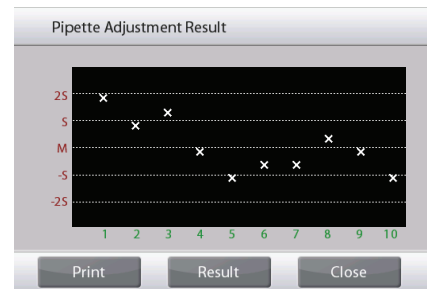 Pipette Adjustment Result
2S
S
M
-S
-2S
1 2 3 4 5 6 7 8 9 10
Print Result Close